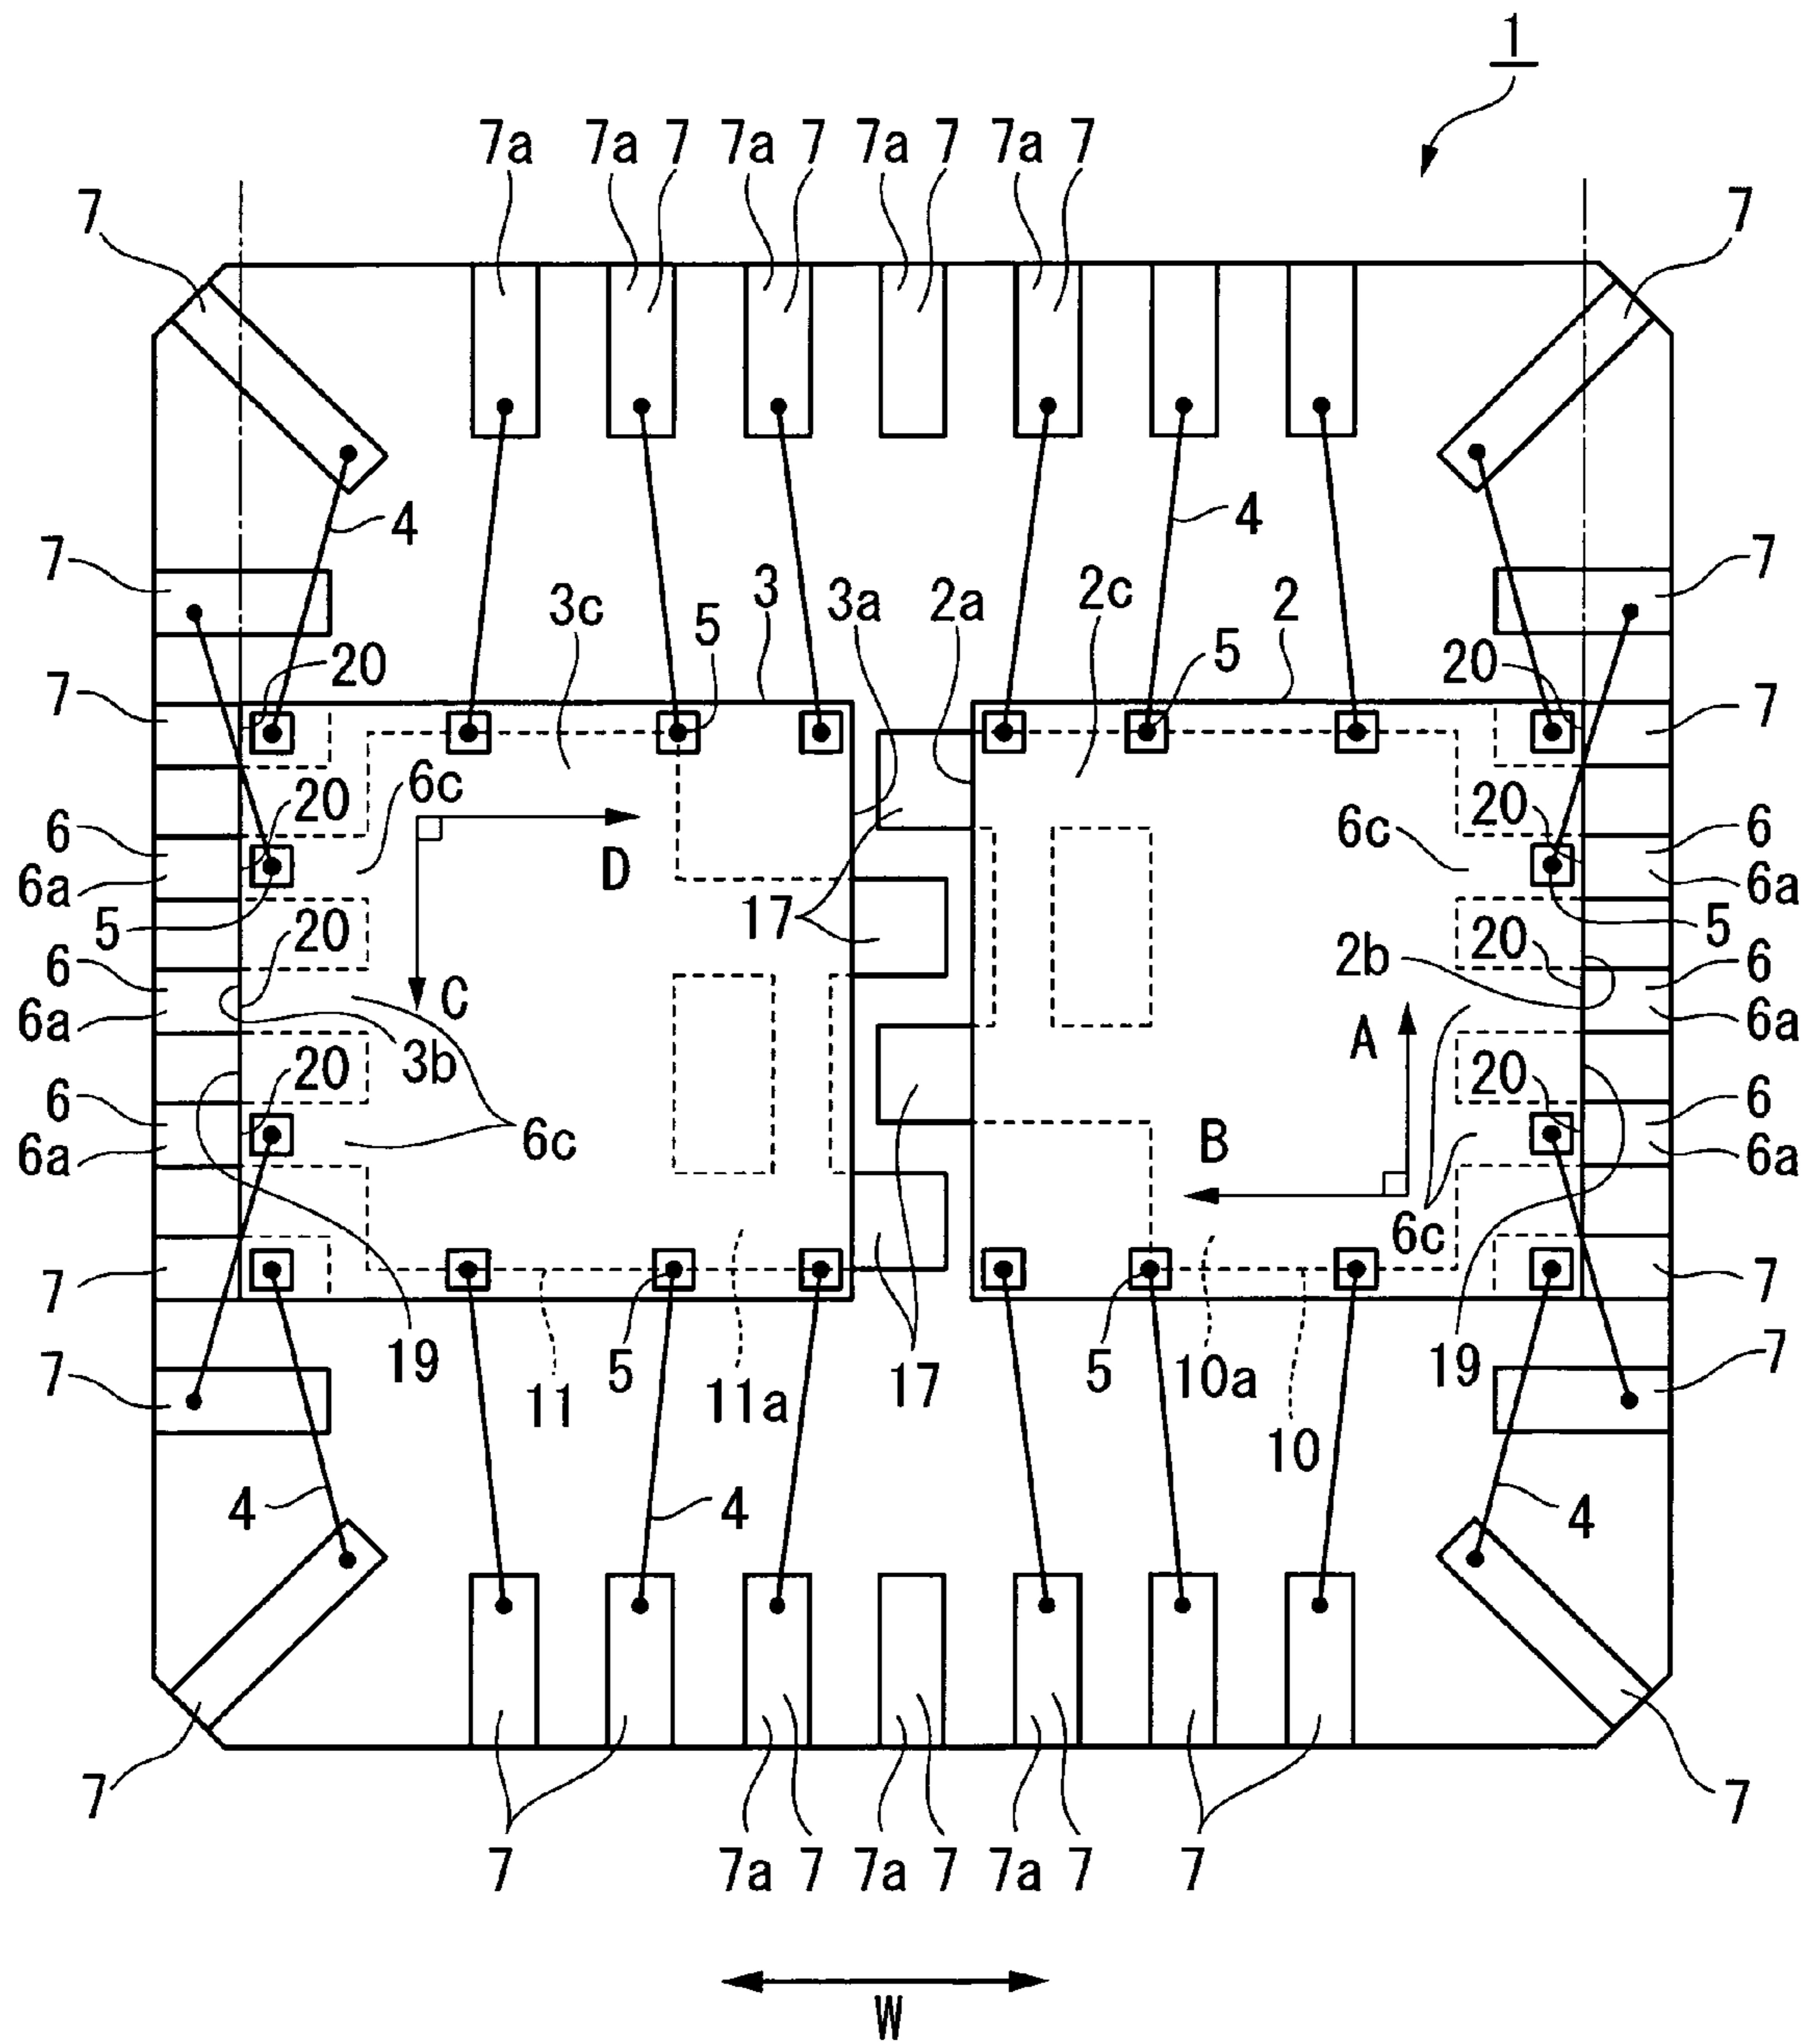 1
7a 7a 7 7a 7 7a 7 7a 7
7 7
4 4
7 3c 3 3a 2a 2c 2 7
20 5 5 20
7 7
6 20 6c 20 6
6a D 6c 6a
5 20 17 20 5
6 C 2b 6
6a 3b A 6a
6 20 20 6
6a 6c B 6a
6c
7 7
7 19 11 5 11a 17 5 10a 10 19 7
4 4 4
7 7
7 7a 7 7a 7 7a 7 7
W